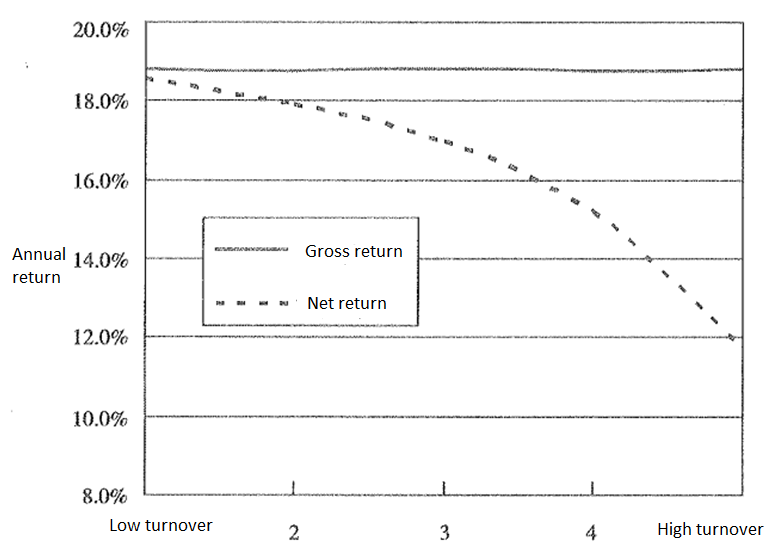 20.0%
18.0%
16.0%
Annual
return
14.0%
12.0%
10.0%
8.0%
Gross return
Net return
Low turnover
2
3
4
High turnover